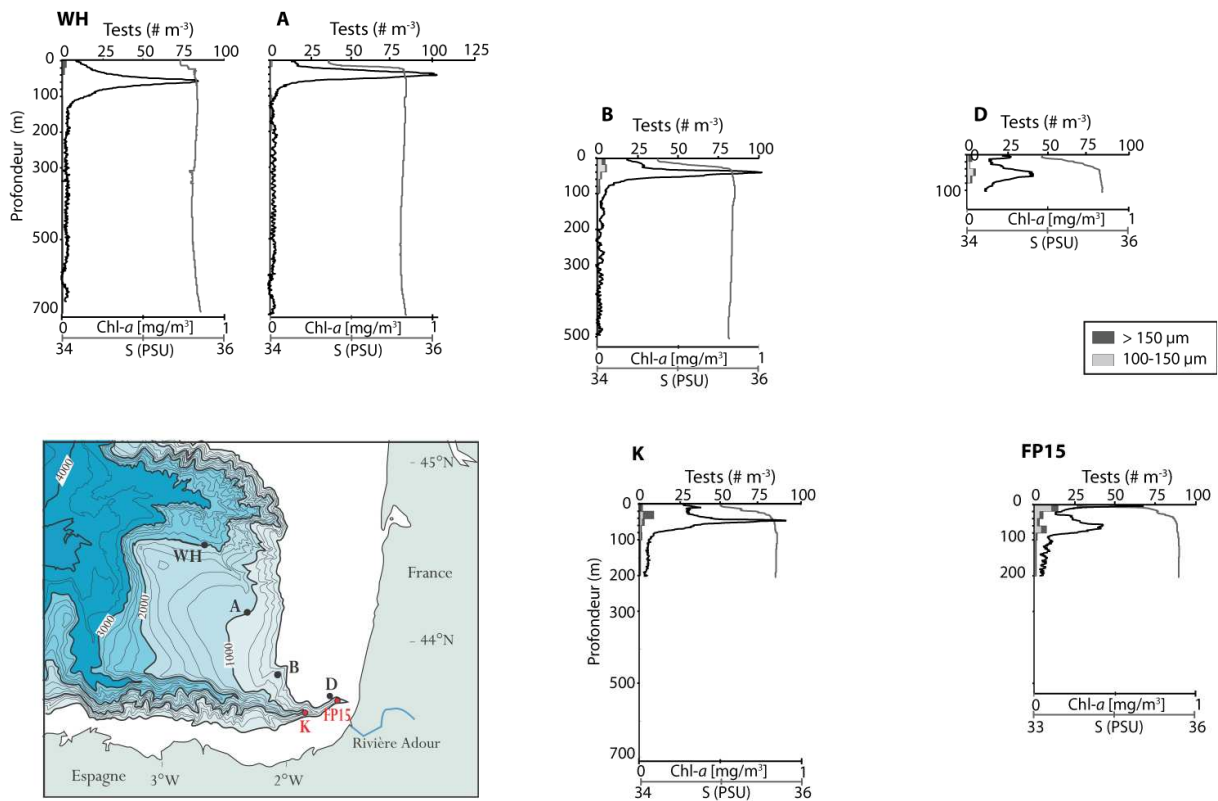 WH
Tests (# m⁻³)
0 25 50 75 100
0
100
200
300
500
700
Profondeur (m)
0 Chl-a [mg/m³] 1
34 S (PSU) 36
A
Tests (# m⁻³)
0 25 50 75 100 125
0 Chl-a [mg/m³] 1
34 S (PSU) 36
B
Tests (# m⁻³)
0 25 50 75 100
0
100
200
300
500
0 Chl-a [mg/m³] 1
34 S (PSU) 36
D
Tests (# m⁻³)
0 25 50 75 100
100
0 Chl-a [mg/m³] 1
34 S (PSU) 36
> 150 µm
100-150 µm
4000
- 45°N
WH
France
2000
3000
A
1000
- 44°N
B
D
FP15
K
Rivière Adour
Espagne
3°W
2°W
K
Tests (# m⁻³)
0 25 50 75 100
0
100
200
300
500
700
Profondeur (m)
0 Chl-a [mg/m³] 1
34 S (PSU) 36
FP15
Tests (# m⁻³)
0 25 50 75 100
0
100
200
300
500
0 Chl-a [mg/m³] 1
33 S (PSU) 36